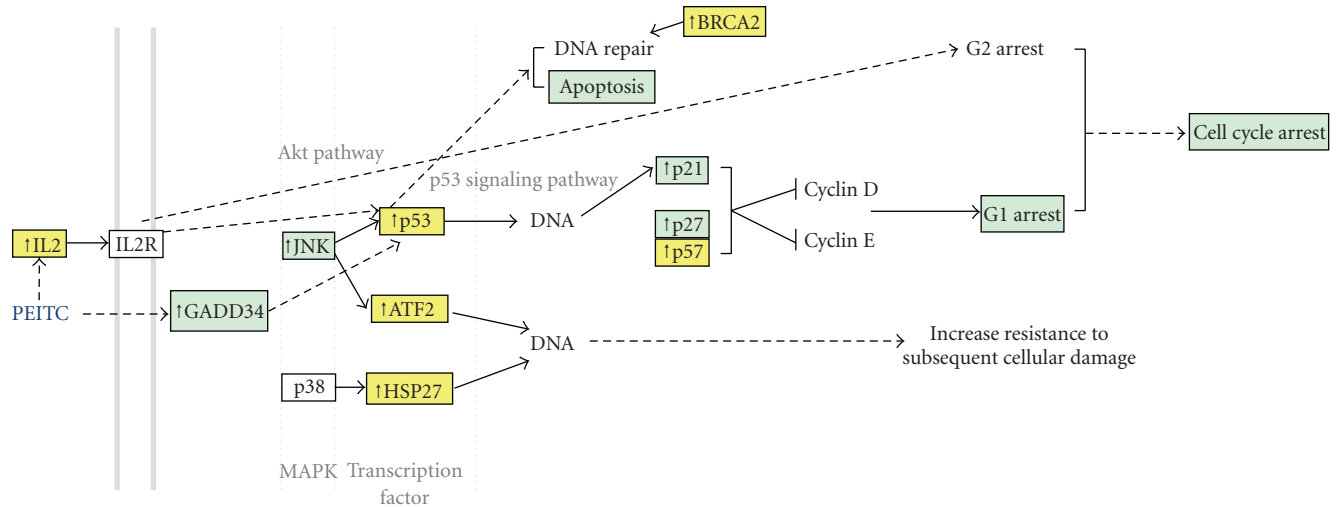 ↑BRCA2
DNA repair
G2 arrest
Apoptosis
Cell cycle arrest
Akt pathway
p53 signaling pathway
↑p21
Cyclin D
↑p53
DNA
G1 arrest
↑p27
↑IL2
IL2R
↑JNK
↑p57
Cyclin E
PEITC
↑GADD34
↑ATF2
DNA
Increase resistance to
subsequent cellular damage
p38
↑HSP27
MAPK
Transcription
factor